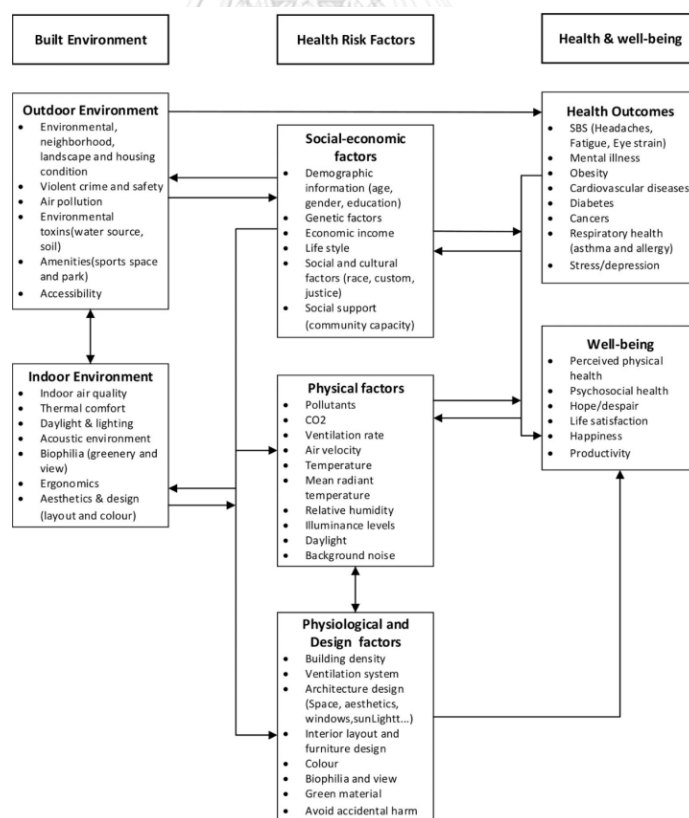 Built Environment
Health Risk Factors
Health & well-being
Outdoor Environment
• Environmental,
neighborhood,
landscape and housing
condition
• Violent crime and safety
• Air pollution
• Environmental
toxins(water source,
soil)
• Amenities(sports space
and park)
• Accessibility
Indoor Environment
• Indoor air quality
• Thermal comfort
• Daylight & lighting
• Acoustic environment
• Biophilia (greenery and
view)
• Ergonomics
• Aesthetics & design
(layout and colour)
Social-economic
factors
• Demographic
information (age,
gender, education)
• Genetic factors
• Economic income
• Life style
• Social and cultural
factors (race, custom,
justice)
• Social support
(community capacity)
Physical factors
• Pollutants
• CO2
• Ventilation rate
• Air velocity
• Temperature
• Mean radiant
temperature
• Relative humidity
• Illuminance levels
• Daylight
• Background noise
Physiological and
Design factors
• Building density
• Ventilation system
• Architecture design
(Space, aesthetics,
windows,sunLightt...)
• Interior layout and
furniture design
• Colour
• Biophilia and view
• Green material
• Avoid accidental harm
Health Outcomes
• SBS (Headaches,
Fatigue, Eye strain)
• Mental illness
• Obesity
• Cardiovascular diseases
• Diabetes
• Cancers
• Respiratory health
(asthma and allergy)
• Stress/depression
Well-being
• Perceived physical
health
• Psychosocial health
• Hope/despair
• Life satisfaction
• Happiness
• Productivity